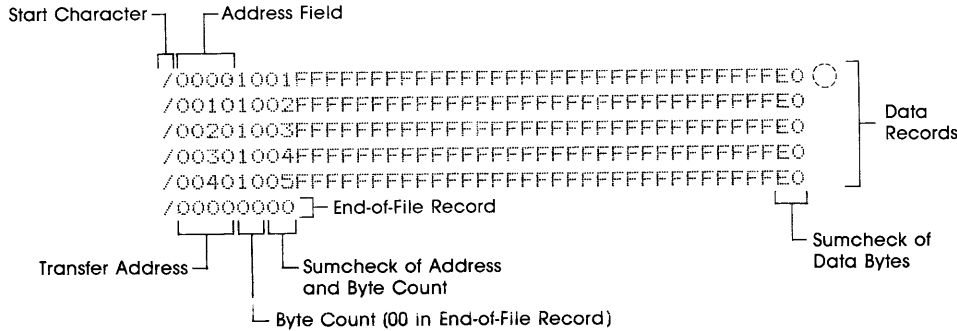 Start Character
Address Field
/00001001FFFFFFFFFFFFFFFFFFFFFFFFFFFFFFFFE0
/00101002FFFFFFFFFFFFFFFFFFFFFFFFFFFFFFFFE0
/00201003FFFFFFFFFFFFFFFFFFFFFFFFFFFFFFFFE0
/00301004FFFFFFFFFFFFFFFFFFFFFFFFFFFFFFFFE0
/00401005FFFFFFFFFFFFFFFFFFFFFFFFFFFFFFFFE0
Data
Records
/00000000
End-of-File Record
Transfer Address
Sumcheck of Address
and Byte Count
Sumcheck of
Data Bytes
Byte Count (00 in End-of-File Record)